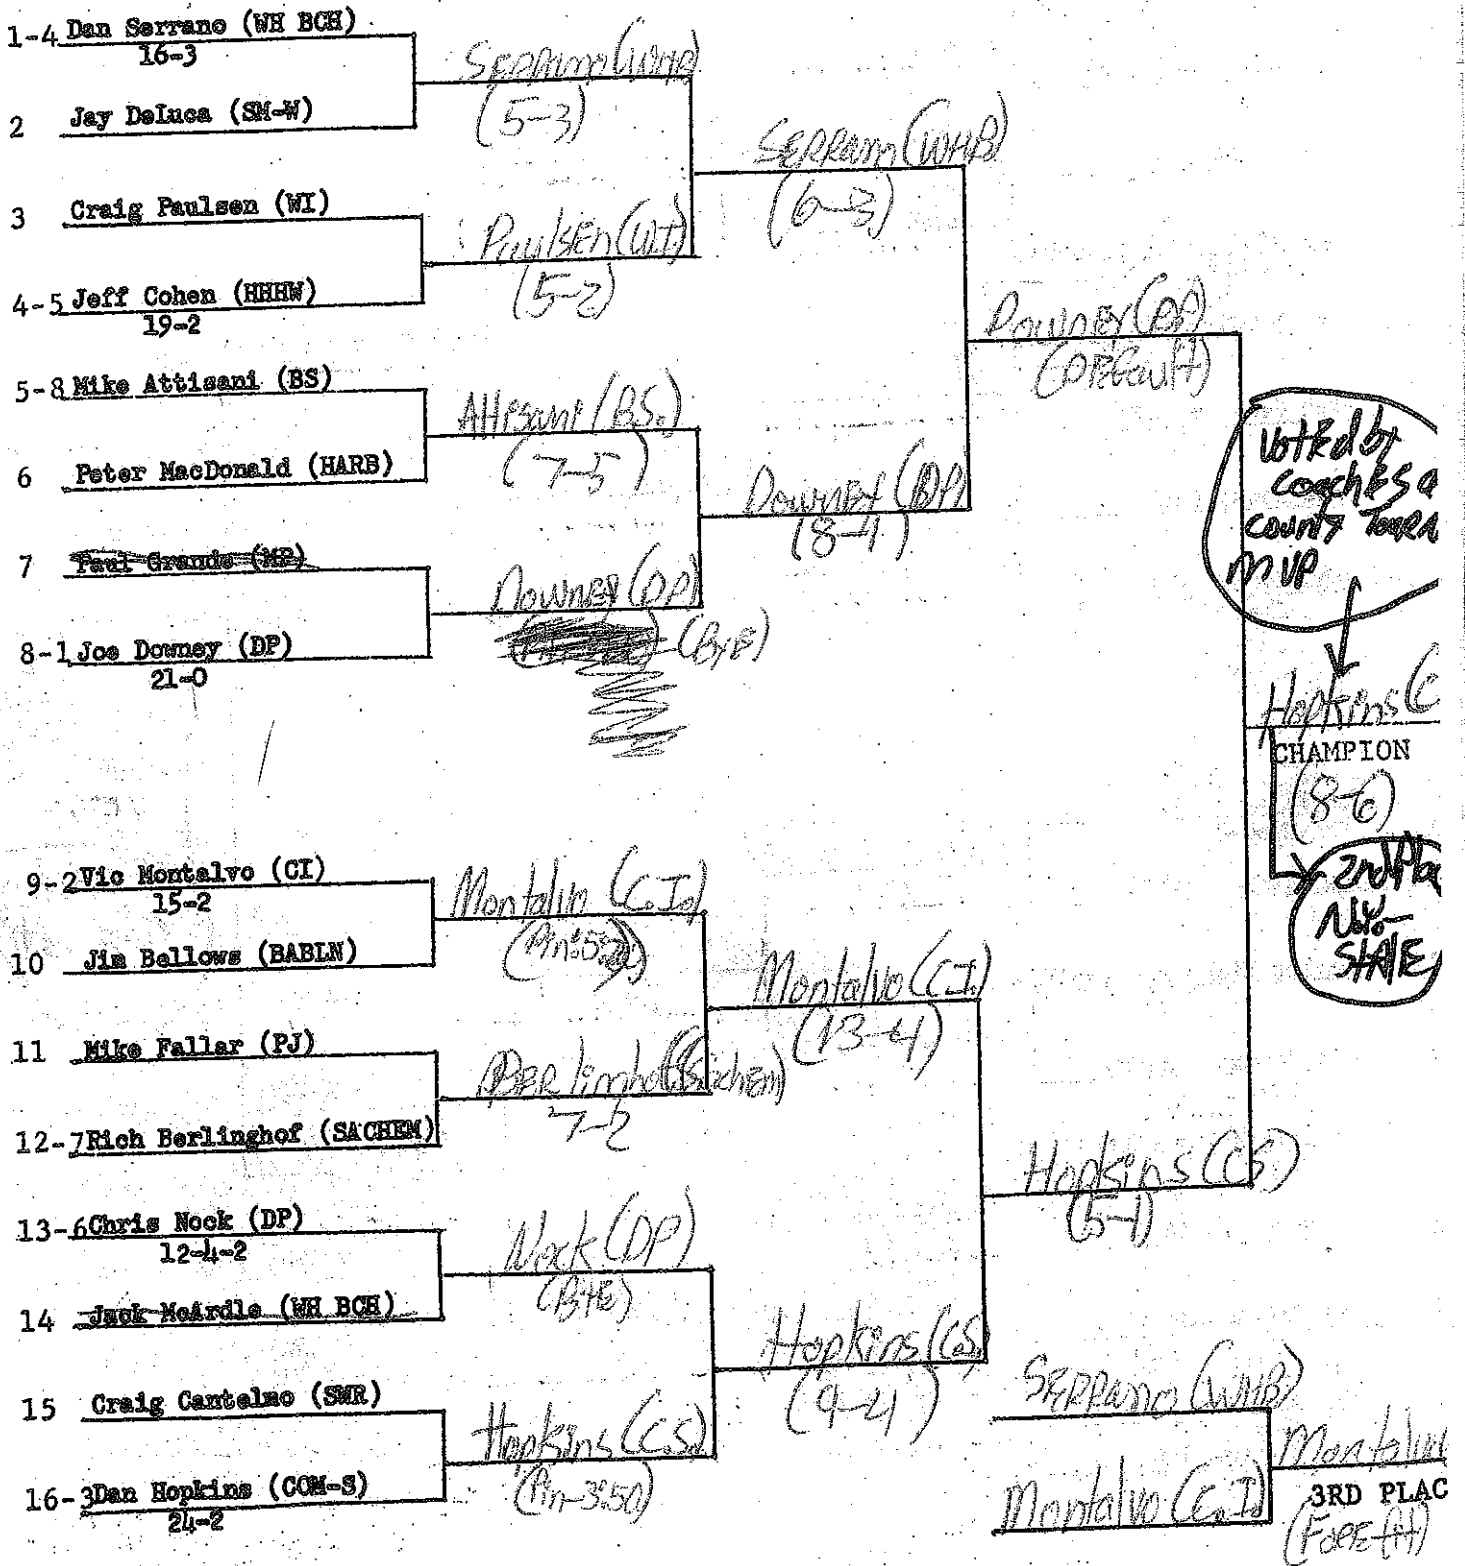 1-4 Dan Serrano (WH BCH)
16-3
SERRANO (WHB)
(5-3)
2 Jay DeLuca (SM-W)
SERRANO (WHB)
(6-3)
3 Craig Paulsen (WI)
PAULSEN (W.I.)
(5-2)
4-5 Jeff Cohen (HHHW)
19-2
DOWNEY (DP)
(DEFAULT)
5-8 Mike Attisani (BS)
Attisani (B.S.)
(7-5)
6 Peter MacDonald (HARB)
DOWNEY (DP)
(8-4)
VOTED by
COACHES a
COUNTY TOURN
MVP
7 Paul Grande (MP)
DOWNEY (DP)
(BYE)
8-1 Joe Downey (DP)
21-0
Hopkins (C
CHAMPION
(8-6)
2nd Pla
N.Y.-
STATE
9-2 Vic Montalvo (CI)
15-2
Montalvo (C.I.)
10 Jim Bellows (BABLN)
Montalvo (C.I.)
(13-4)
11 Mike Fallar (PJ)
(Sachem)
7-2
12-7 Rich Berlinghof (SACHEM)
Hopkins (CS)
(5-1)
13-6 Chris Nock (DP)
12-4-2
Nock (DP)
(BYE)
14 Jack McArdle (WH BCH)
Hopkins (CS)
(9-4)
15 Craig Cantelmo (SMR)
Hopkins (C.S.)
(Pin-3:50)
16-3 Dan Hopkins (COM-S)
24-2
SERRANO (WHB)
Montalvo (C.I.)
Montalvo
3RD PLAC